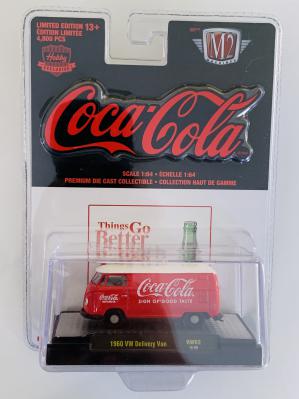 LIMITED EDITION 13+
ÉDITION LIMITÉE
4,800 PCS
Hobby
EXCLUSIVE
M2
MACHINES
Coca-Cola
SCALE 1:64 • ÉCHELLE 1:64
PREMIUM DIE CAST COLLECTIBLE • COLLECTION HAUT DE GAMME
Things Go
Better
Coca-Cola
Coca-Cola
SIGN OF GOOD TASTE
1960 VW Delivery Van